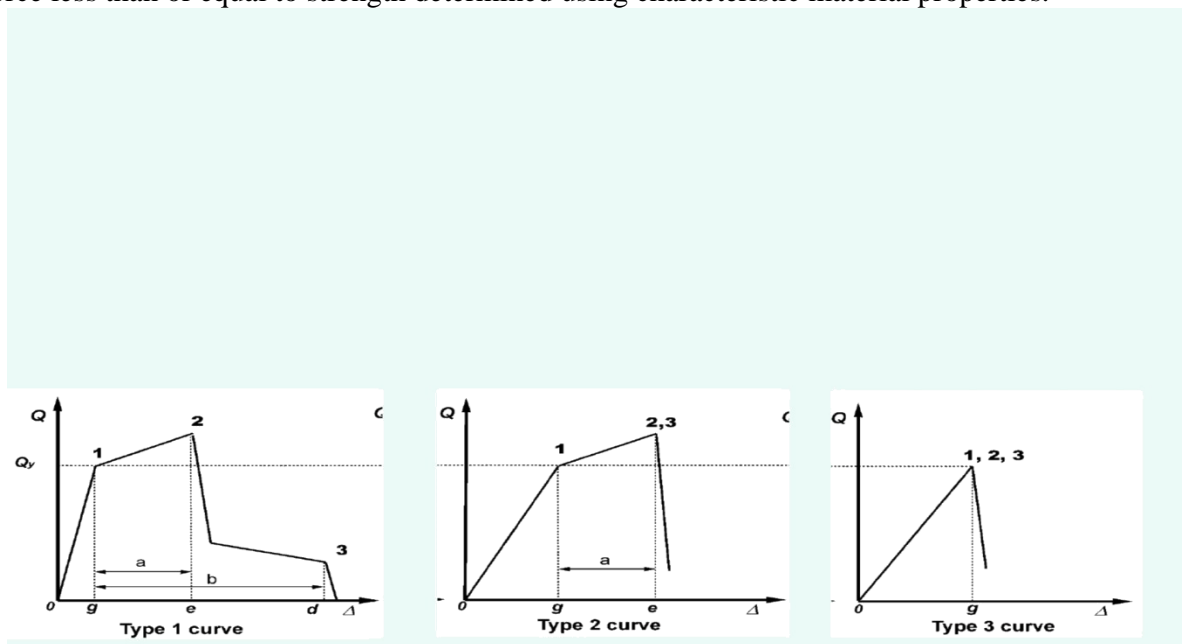 less than or equal to strength determined using characteristic material properties.
Q
2
1
Qy
3
a
b
0 g e d Δ
Type 1 curve
Q
2,3
1
a
0 g e Δ
Type 2 curve
Q
1, 2, 3
0 g Δ
Type 3 curve